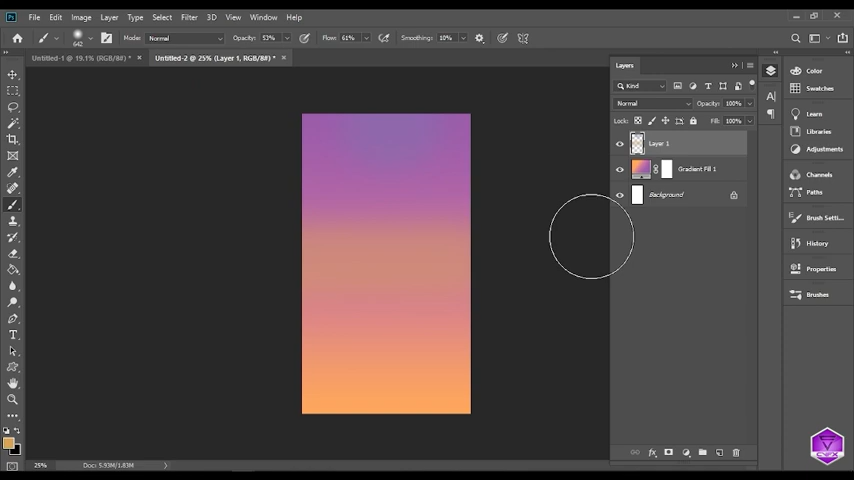 Ps File Edit Image Layer Type Select Filter 3D View Window Help
642 Mode: Normal Opacity: 53% Flow: 61% Smoothing: 10%
Untitled-1 @ 19.1% (RGB/8#) * × Untitled-2 @ 25% (Layer 1, RGB/8#) * ×
Layers
Kind
Normal Opacity: 100%
Lock: Fill: 100%
Layer 1
Gradient Fill 1
Background
fx
A
Color
Swatches
Learn
Libraries
Adjustments
Channels
Paths
Brush Setti...
History
Properties
Brushes
25% Doc: 5.93M/1.83M